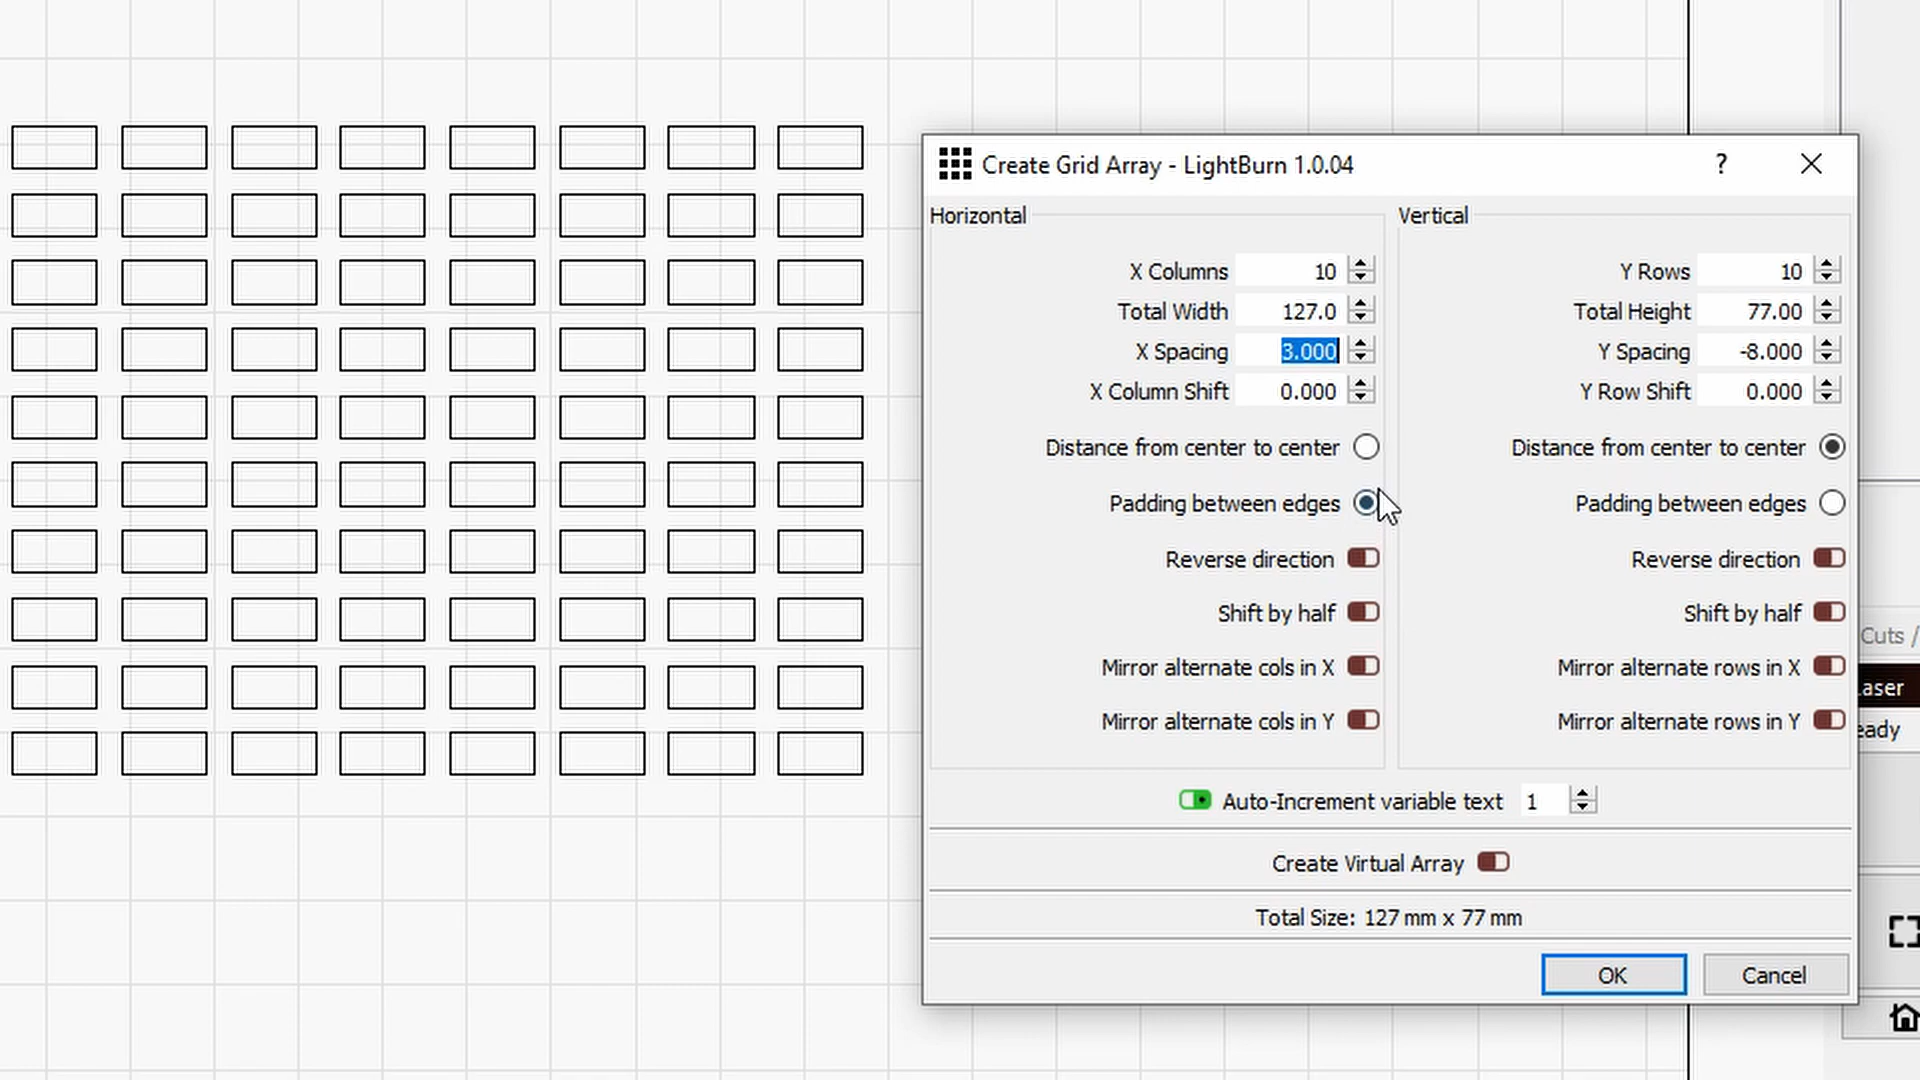 Create Grid Array - LightBurn 1.0.04
?
Horizontal
Vertical
X Columns 10
Y Rows 10
Total Width 127.0
Total Height 77.00
X Spacing 3.000
Y Spacing -8.000
X Column Shift 0.000
Y Row Shift 0.000
Distance from center to center
Distance from center to center
Padding between edges
Padding between edges
Reverse direction
Reverse direction
Shift by half
Shift by half
Mirror alternate cols in X
Mirror alternate rows in X
Mirror alternate cols in Y
Mirror alternate rows in Y
Auto-Increment variable text 1
Create Virtual Array
Total Size: 127 mm x 77 mm
OK
Cancel
Cuts /
aser
eady